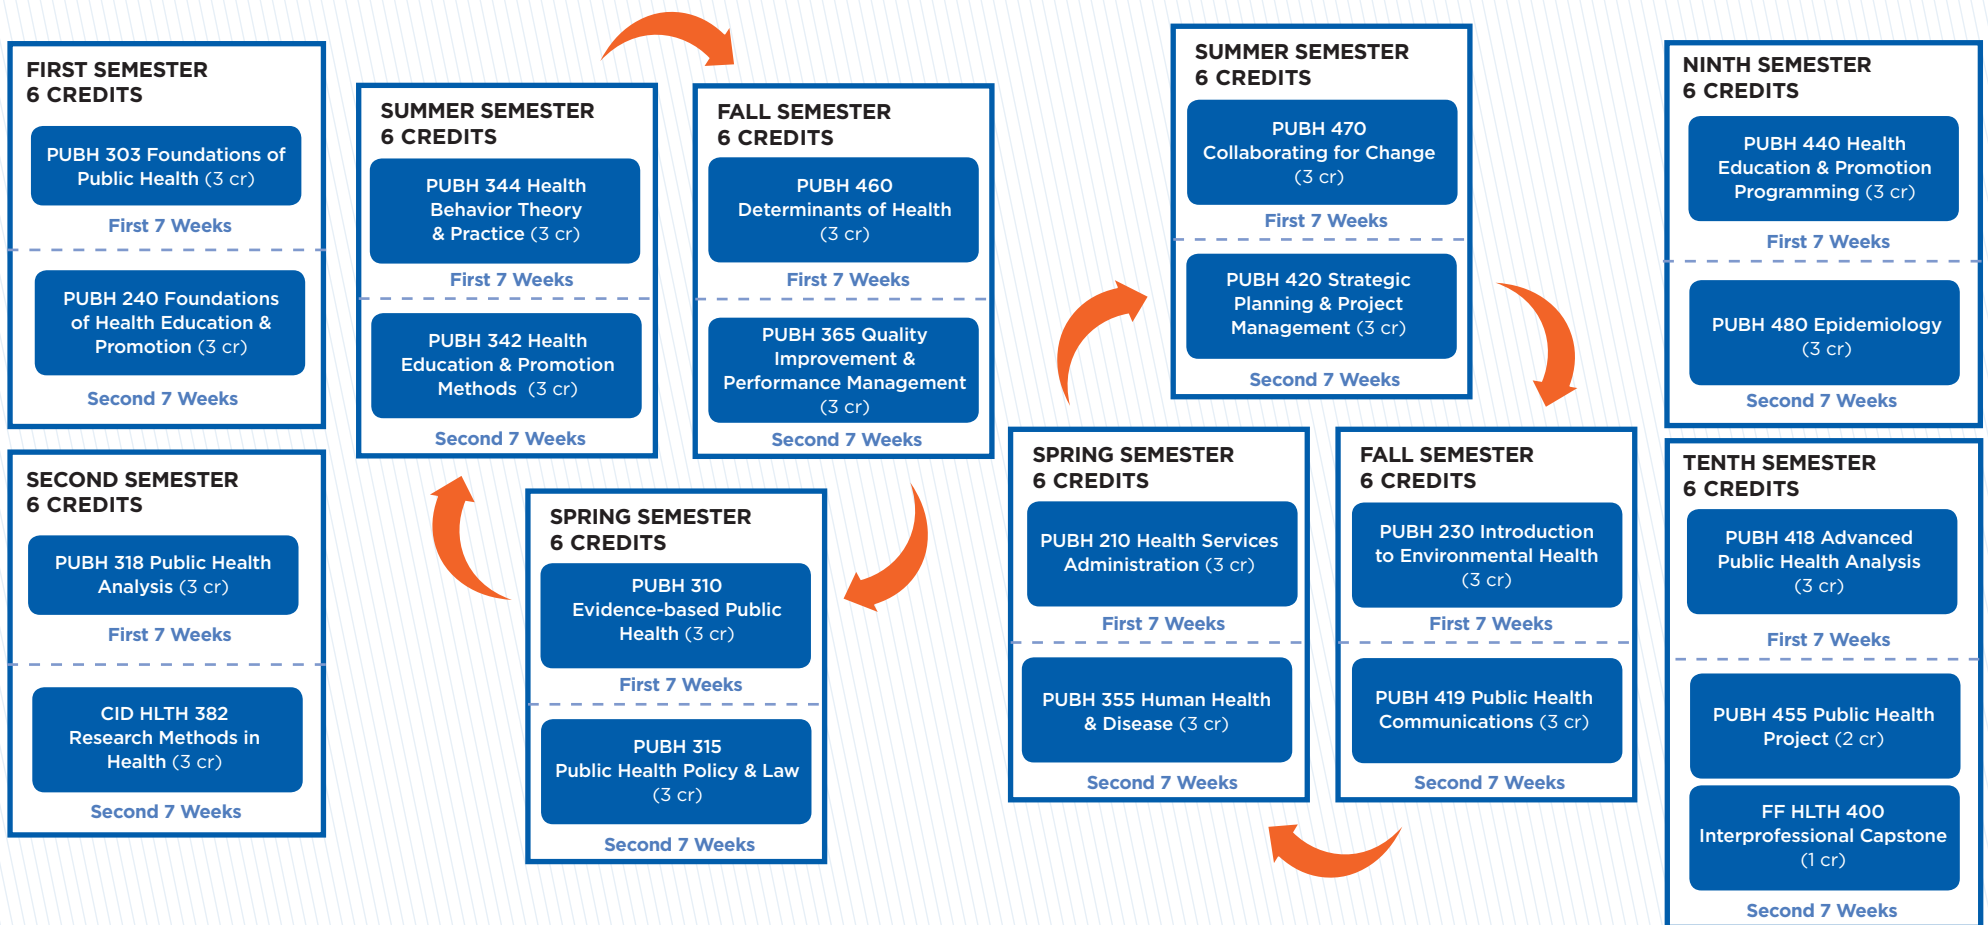 FIRST SEMESTER
6 CREDITS
PUBH 303 Foundations of
Public Health (3 cr)
First 7 Weeks
PUBH 240 Foundations
of Health Education &
Promotion (3 cr)
Second 7 Weeks
SECOND SEMESTER
6 CREDITS
PUBH 318 Public Health
Analysis (3 cr)
First 7 Weeks
CID HLTH 382
Research Methods in
Health (3 cr)
Second 7 Weeks
SUMMER SEMESTER
6 CREDITS
PUBH 344 Health
Behavior Theory
& Practice (3 cr)
First 7 Weeks
PUBH 342 Health
Education & Promotion
Methods (3 cr)
Second 7 Weeks
FALL SEMESTER
6 CREDITS
PUBH 460
Determinants of Health
(3 cr)
First 7 Weeks
PUBH 365 Quality
Improvement &
Performance Management
(3 cr)
Second 7 Weeks
SPRING SEMESTER
6 CREDITS
PUBH 310
Evidence-based Public
Health (3 cr)
First 7 Weeks
PUBH 315
Public Health Policy & Law
(3 cr)
Second 7 Weeks
SUMMER SEMESTER
6 CREDITS
PUBH 470
Collaborating for Change
(3 cr)
First 7 Weeks
PUBH 420 Strategic
Planning & Project
Management (3 cr)
Second 7 Weeks
SPRING SEMESTER
6 CREDITS
PUBH 210 Health Services
Administration (3 cr)
First 7 Weeks
PUBH 355 Human Health
& Disease (3 cr)
Second 7 Weeks
FALL SEMESTER
6 CREDITS
PUBH 230 Introduction
to Environmental Health
(3 cr)
First 7 Weeks
PUBH 419 Public Health
Communications (3 cr)
Second 7 Weeks
NINTH SEMESTER
6 CREDITS
PUBH 440 Health
Education & Promotion
Programming (3 cr)
First 7 Weeks
PUBH 480 Epidemiology
(3 cr)
Second 7 Weeks
TENTH SEMESTER
6 CREDITS
PUBH 418 Advanced
Public Health Analysis
(3 cr)
First 7 Weeks
PUBH 455 Public Health
Project (2 cr)
FF HLTH 400
Interprofessional Capstone
(1 cr)
Second 7 Weeks